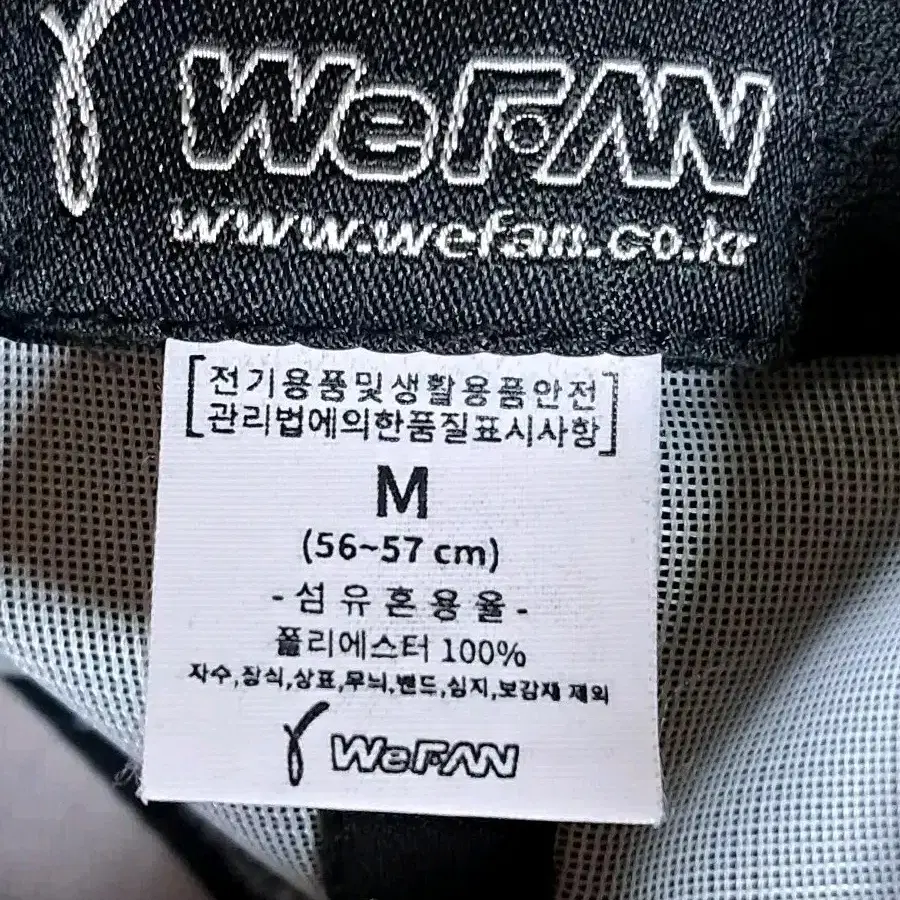 WeFAN
www.wefan.co.kr
[전기용품및생활용품안전
관리법에의한품질표시사항]
M
(56~57 cm)
-섬유혼용율-
폴리에스터 100%
자수,장식,상표,무늬,밴드,심지,보강재 제외
WeFAN